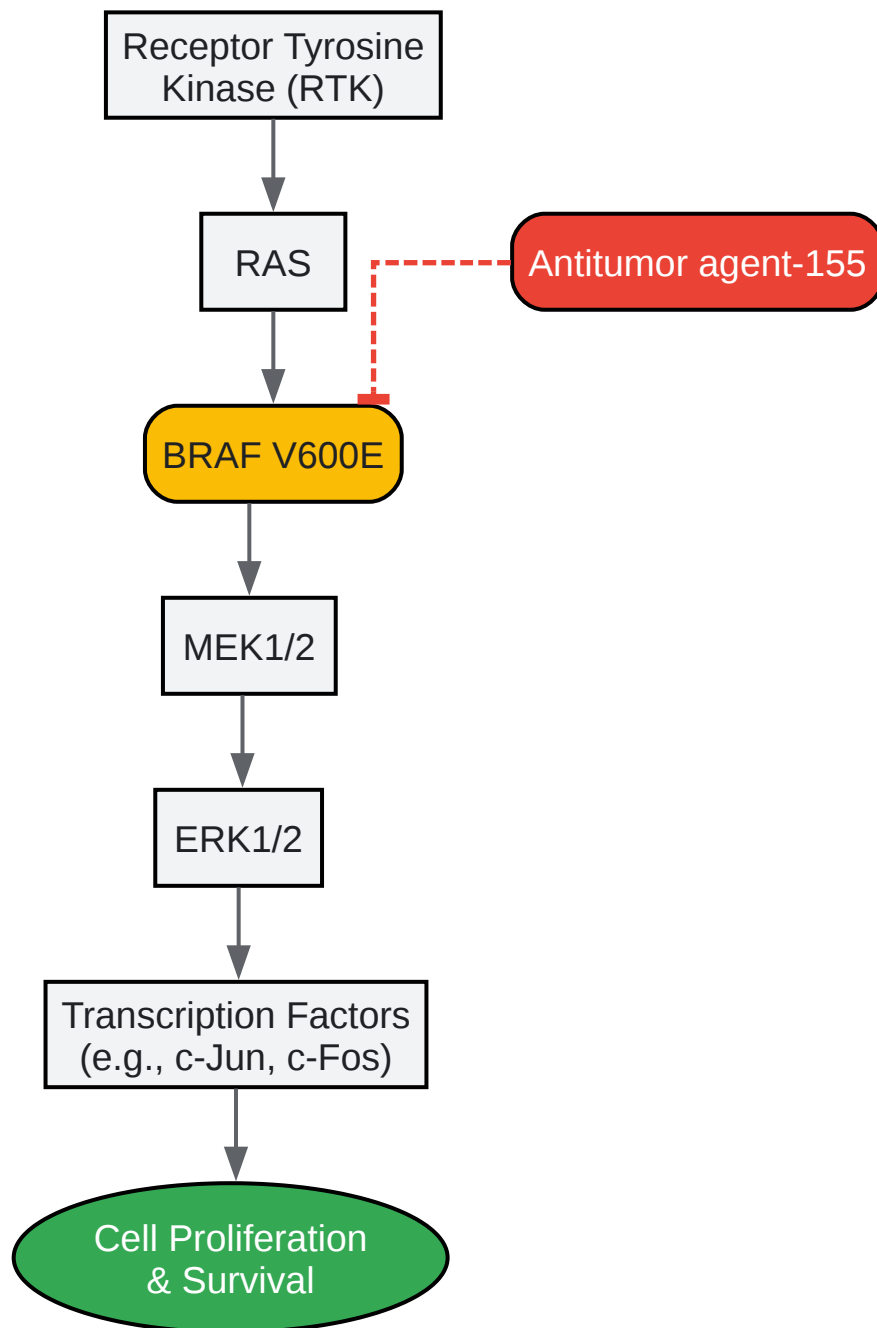 Receptor Tyrosine
Kinase (RTK)
RAS
Antitumor agent-155
BRAF V600E
MEK1/2
ERK1/2
Transcription Factors
(e.g., c-Jun, c-Fos)
Cell Proliferation
& Survival